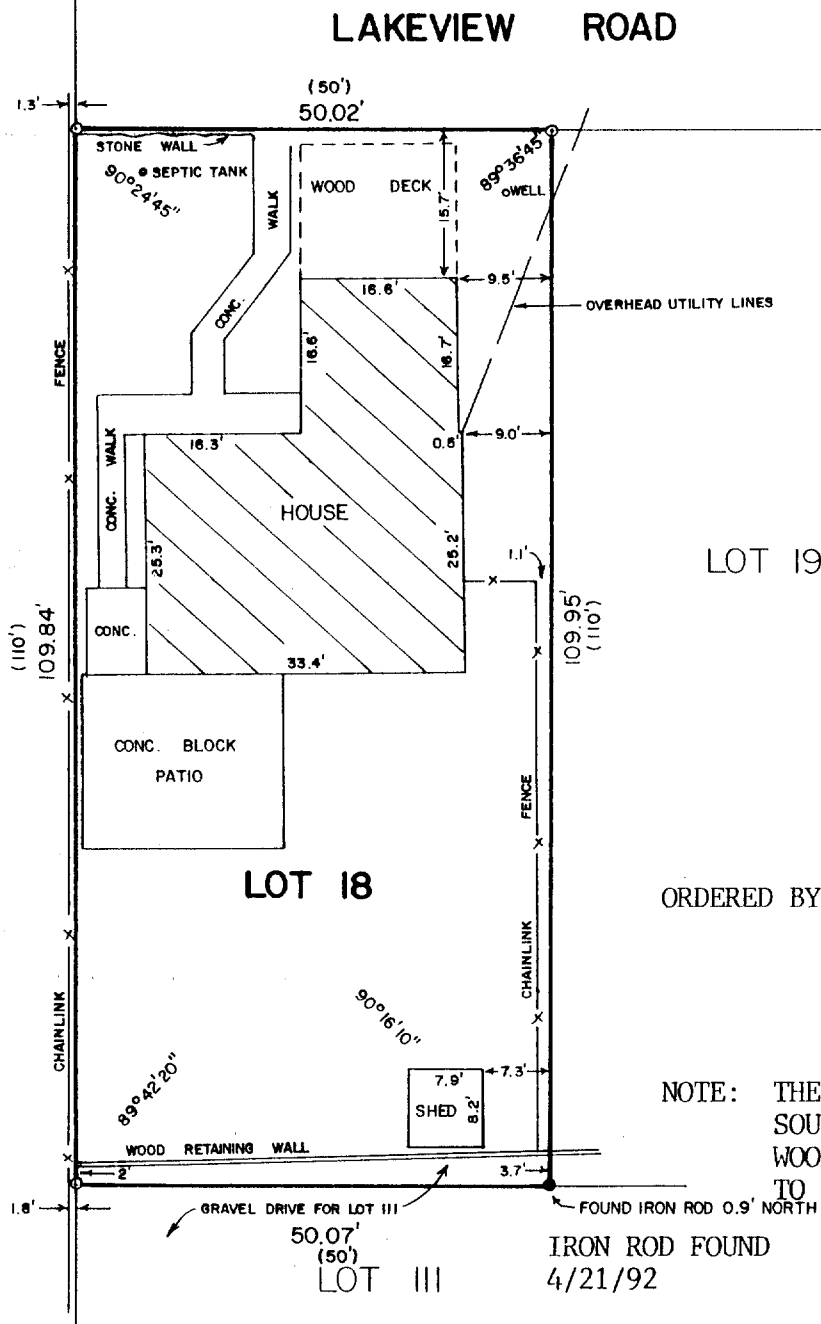 LAKEVIEW ROAD
(50')
50.02'
1.3'
STONE WALL
SEPTIC TANK
90°24'45"
WALK
WOOD DECK
15.7'
89°36'45"
WELL
16.6'
9.5'
OVERHEAD UTILITY LINES
CONC.
FENCE
16.6'
16.7'
16.3'
0.6'
9.0'
CONC. WALK
HOUSE
25.3'
25.2'
1.1'
LOT 19
(110')
109.84'
CONC.
33.4'
109.95'
(110')
CONC. BLOCK
PATIO
FENCE
LOT 18
ORDERED BY
CHAINLINK
90°16'10"
CHAINLINK
89°42'20"
7.9'
7.3'
SHED
8.2'
NOTE: THE
SOU
WOO
TO
WOOD RETAINING WALL
2'
3.7'
1.8'
GRAVEL DRIVE FOR LOT 111
FOUND IRON ROD 0.9' NORTH
50.07'
(50')
LOT 111
IRON ROD FOUND
4/21/92